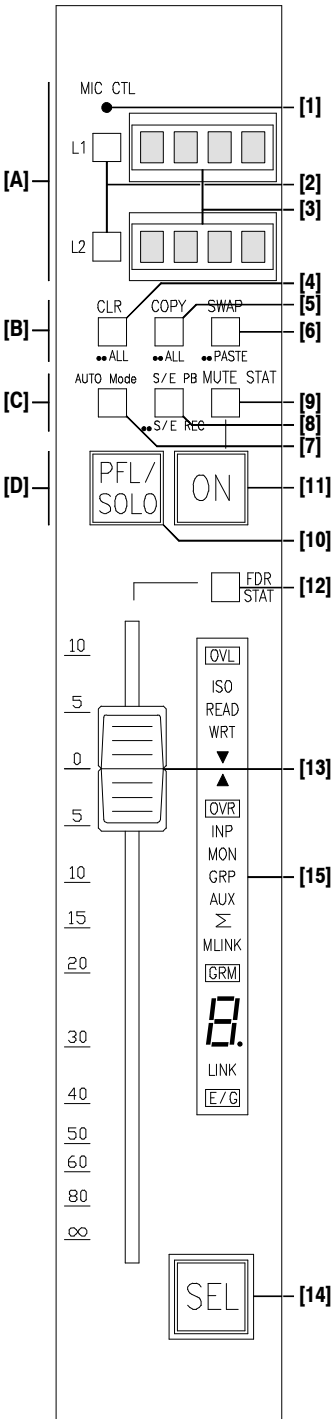 MIC CTL
[1]
L1
[A]
[2]
[3]
L2
[4]
CLR COPY SWAP
[5]
[B]
[6]
●● ALL ●● ALL ●● PASTE
AUTO Mode S/E PB MUTE STAT
[C]
[9]
●● S/E REC
[8]
[7]
[D]
PFL/
SOLO
ON
[11]
[10]
FDR
STAT
[12]
10
5
0
5
10
15
20
30
40
50
60
80
∞
OVL
ISO
READ
WRT
▼
▲
[13]
OVR
INP
MON
GRP
AUX
Σ
MLINK
[15]
GRM
8.
LINK
E/G
SEL
[14]